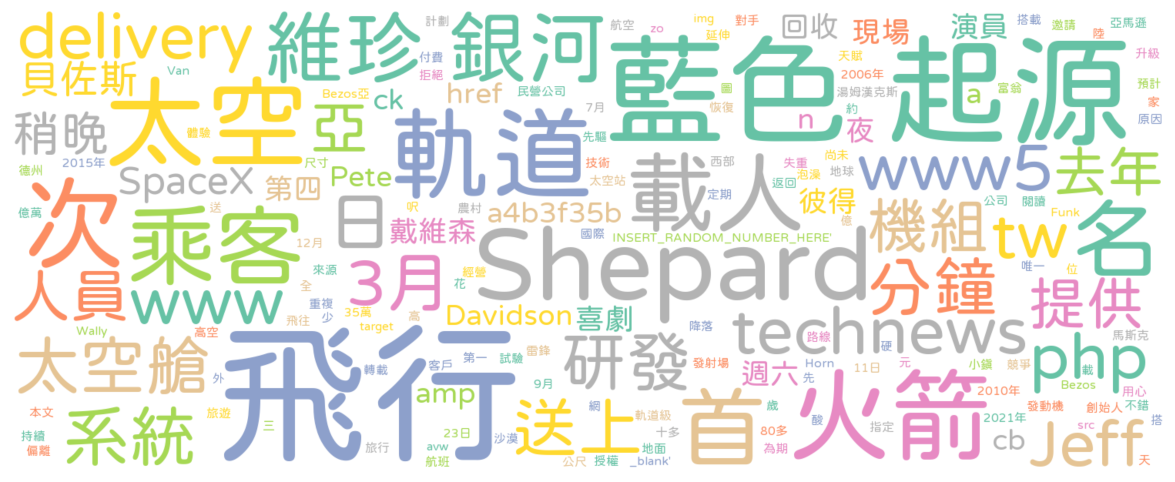 delivery
維珍
銀河
藍色
起源
回收
現場
演員
搭載
邀請
亞馬遜
計劃
航空
zo
img
延伸
對手
陸
升級
貝佐斯
Van
付費
拒絕
太空
Bezos亞
亞
ck
href
民營公司
7月
天賦
2006年
湯姆漢克斯
圖
恢復
約
a
富翁
預計
家
原因
稍晚
2015年
體驗
先驅
n
夜
德州
SpaceX
第四
尺寸
Pete
軌道
技術
太空站
載人
西部
失重
泡澡
尚未
地球
返回
www5
去年
次
億萬
乘客
送
日
呎
農村
a4b3f35b
戴維森
國際
定期
彼得
公司
閱讀
機組
Funk
tw
名
INSERT_RANDOM_NUMBER_HERE'
Shepard
億
唯一
位
人員
www
12月
來源
全
重複
少
3月
經營
花
分鐘
提供
Wally
高空
飛往
35萬
target
高
Davidson
喜劇
降落
technews
路線
馬斯克
太空艙
飛行
轉載
客戶
第一
試驗
雷鋒
研發
發射場
週六
Horn
先
硬
元
11日
小鎮
競爭
php
載
Bezos
外
amp
9月
首
火箭
2010年
用心
本文
系統
旅遊
三
送上
網
軌道級
歲
酸
指定
發動機
創始人
不錯
搭
持續
偏離
旅行
23日
avw
航班
沙漠
十多
80多
為期
2021年
cb
Jeff
src
天
公尺
授權
地面
_blank'